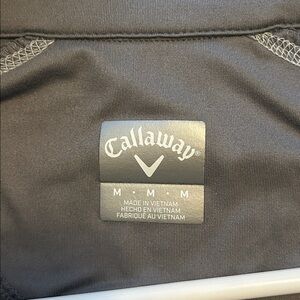 Callaway®
M • M • M
MADE IN VIETNAM
HECHO EN VIETNAM
FABRIQUÉ AU VIETNAM